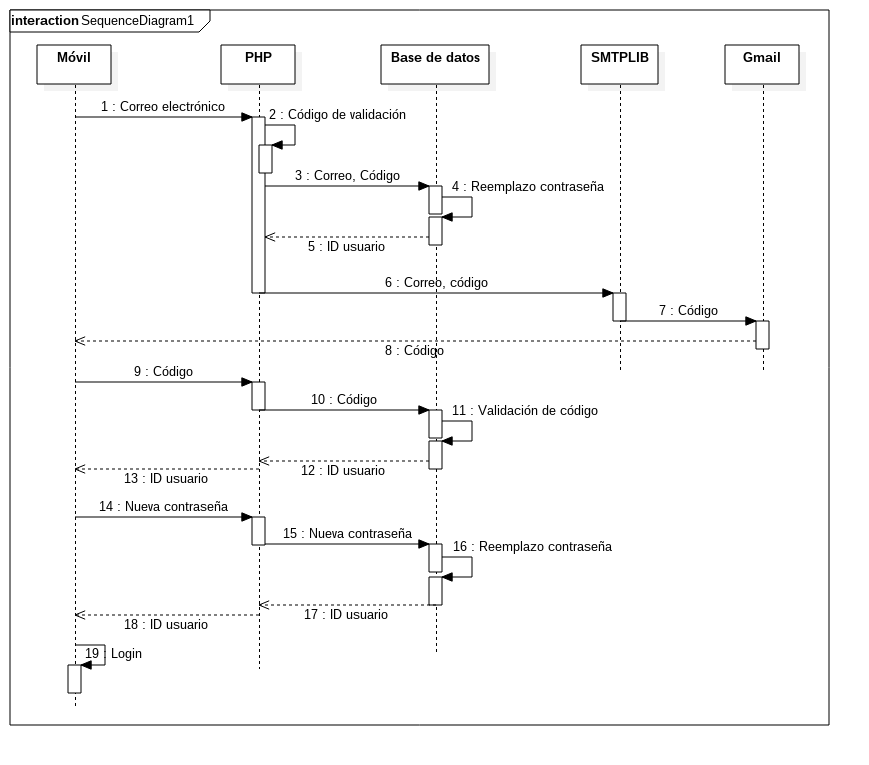 interaction SequenceDiagram1
Móvil
PHP
Base de datos
SMTPLIB
Gmail
1 : Correo electrónico
2 : Código de validación
3 : Correo, Código
4 : Reemplazo contraseña
5 : ID usuario
6 : Correo, código
7 : Código
8 : Código
9 : Código
10 : Código
11 : Validación de código
12 : ID usuario
13 : ID usuario
14 : Nueva contraseña
15 : Nueva contraseña
16 : Reemplazo contraseña
17 : ID usuario
18 : ID usuario
19 : Login